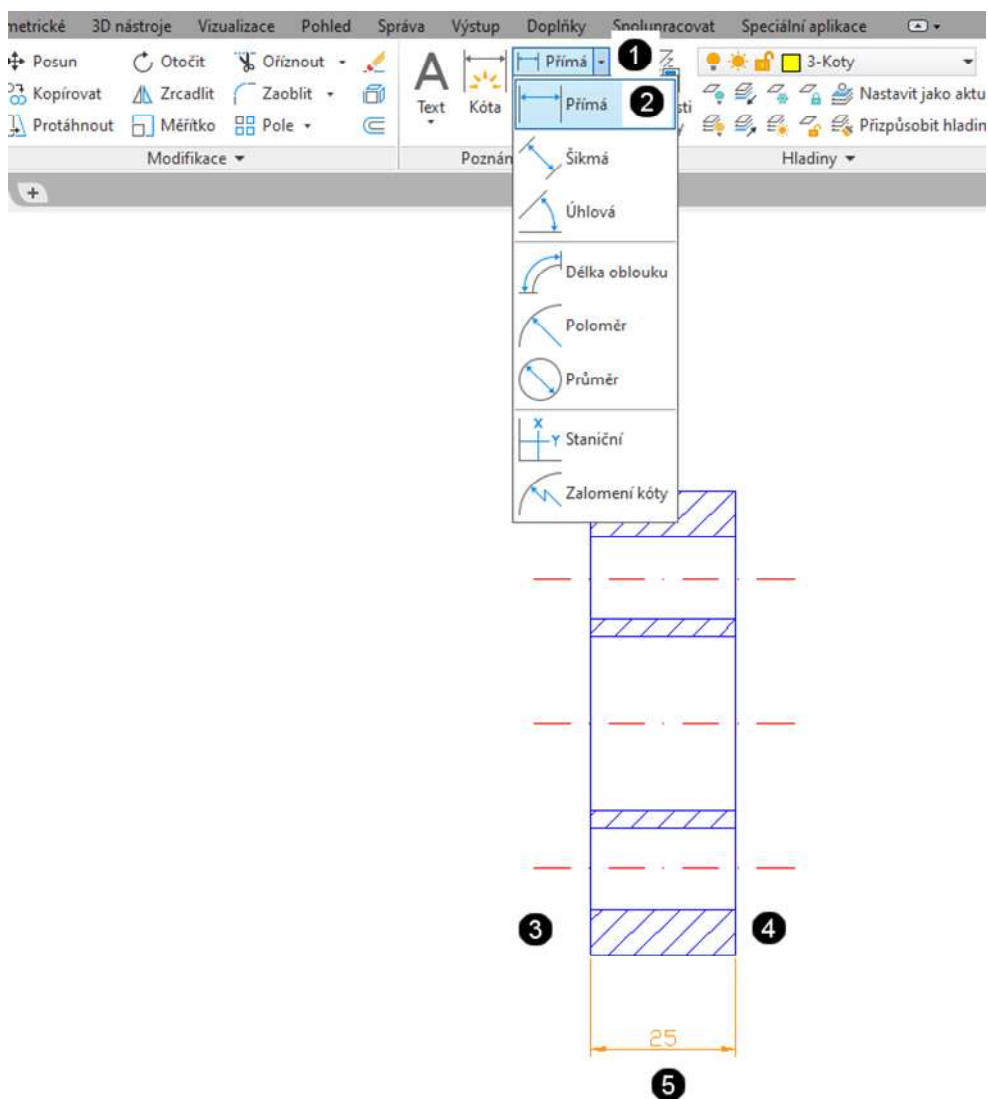 metrické 3D nástroje Vizualizace Pohled Správa Výstup Doplňky Spolupracovat Speciální aplikace
Posun Otočit Oříznout Přímá 1 3-Koty
Kopírovat Zrcadlit Zaoblit Text Kóta Přímá 2 sti Nastavit jako aktu
Protáhnout Měřítko Pole y Přizpůsobit hladin
Modifikace Poznán Hladiny
+
Šikmá
Úhlová
Délka oblouku
Poloměr
Průměr
X
Y Staniční
Zalomení kóty
3 4
25
5